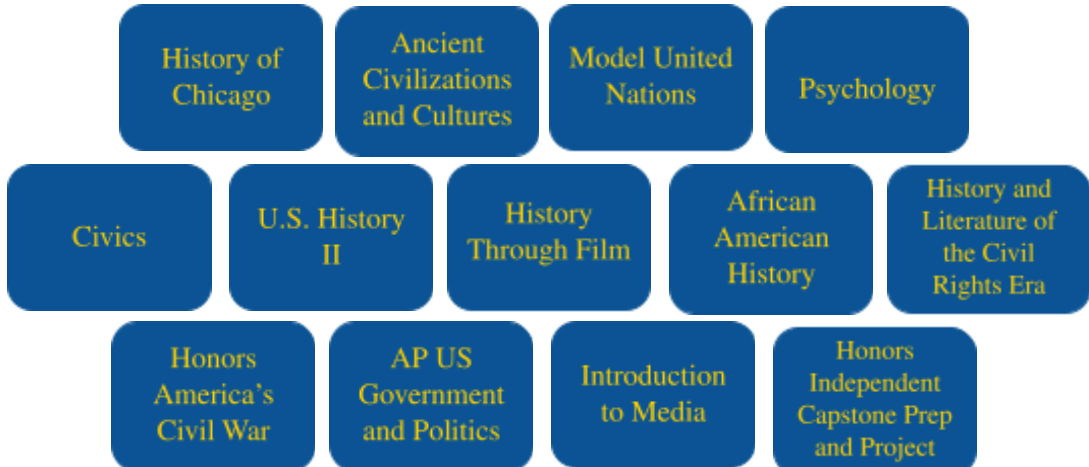 History of
Chicago
Ancient
Civilizations
and Cultures
Model United
Nations
Psychology
Civics
U.S. History
II
History
Through Film
African
American
History
History and
Literature of
the Civil
Rights Era
Honors
America's
Civil War
AP US
Government
and Politics
Introduction
to Media
Honors
Independent
Capstone Prep
and Project